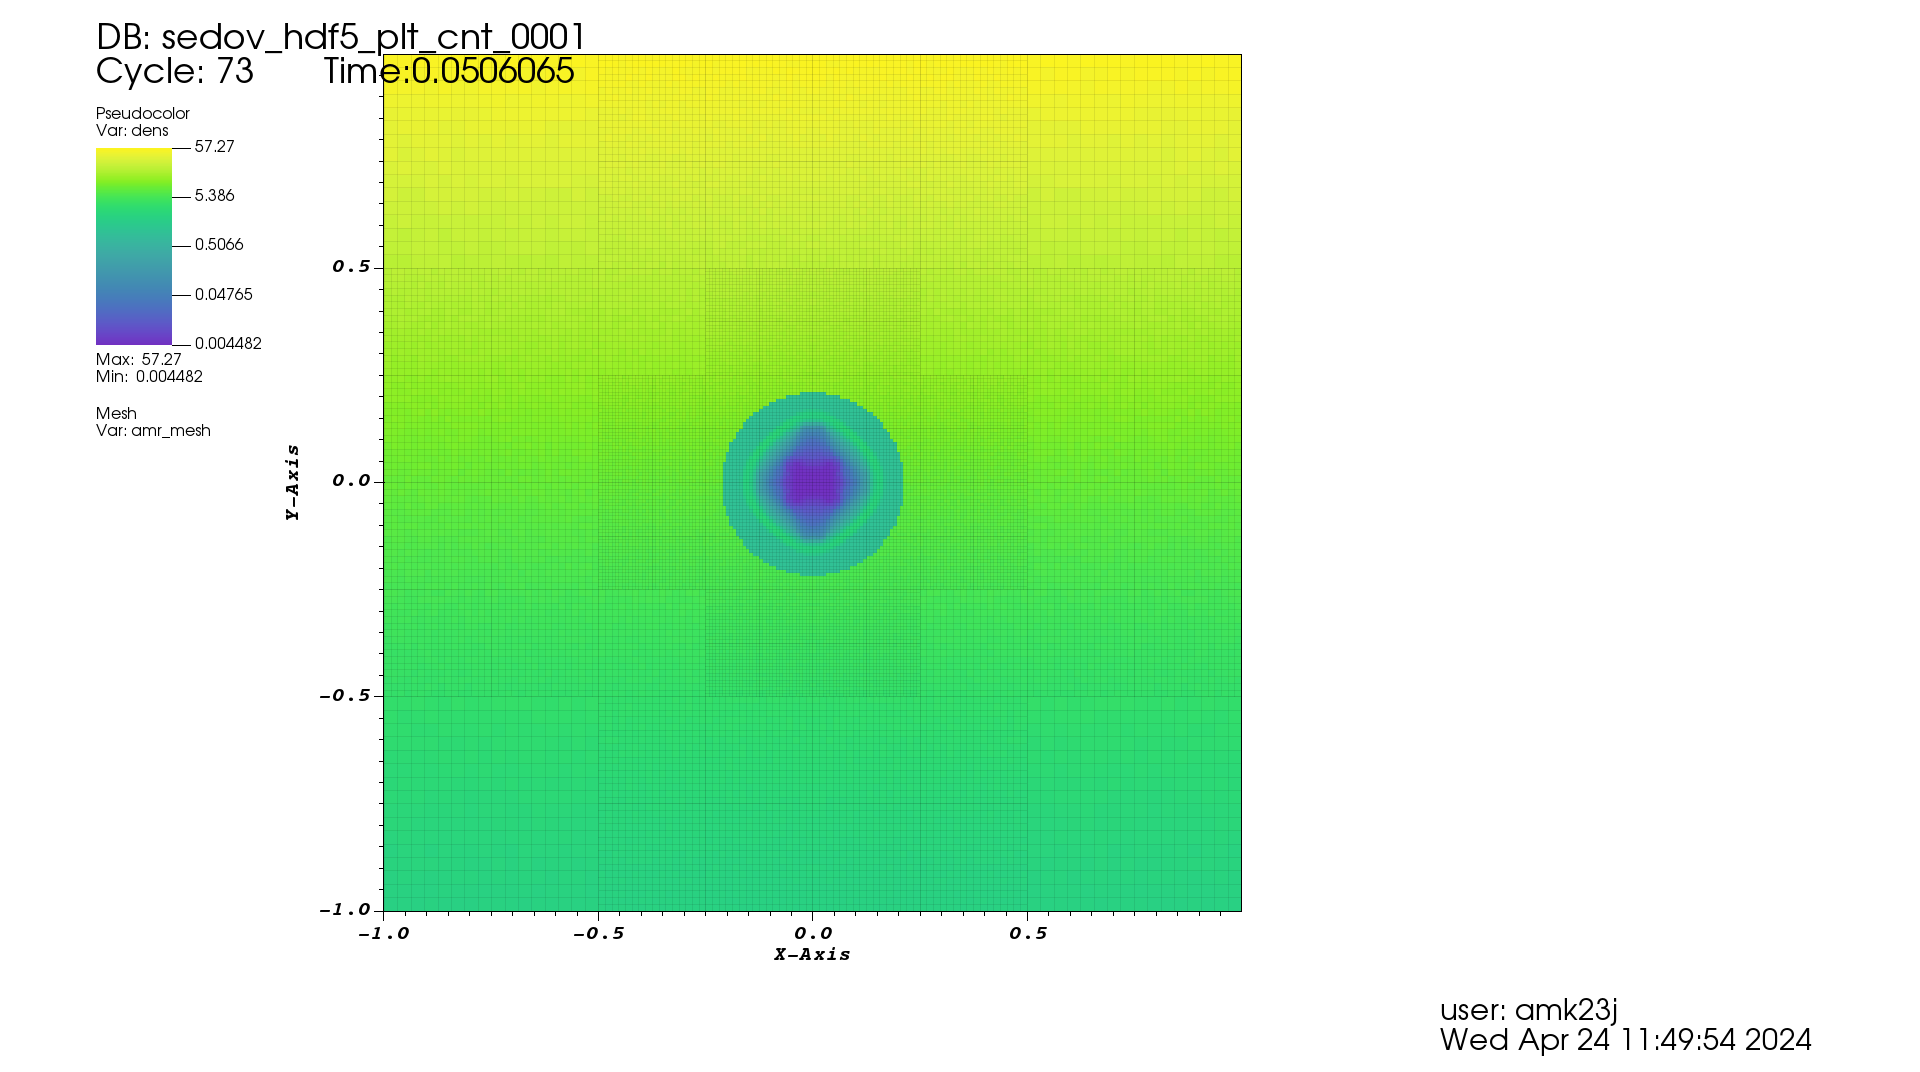 DB: sedov_hdf5_plt_cnt_0001
Cycle: 73 Time:0.0506065
Pseudocolor
Var: dens
57.27
5.386
0.5066
0.04765
0.004482
Max: 57.27
Min: 0.004482
Mesh
Var: amr_mesh
Y-Axis
0.5
0.0
-0.5
-1.0
-1.0 -0.5 0.0 0.5
X-Axis
user: amk23j
Wed Apr 24 11:49:54 2024